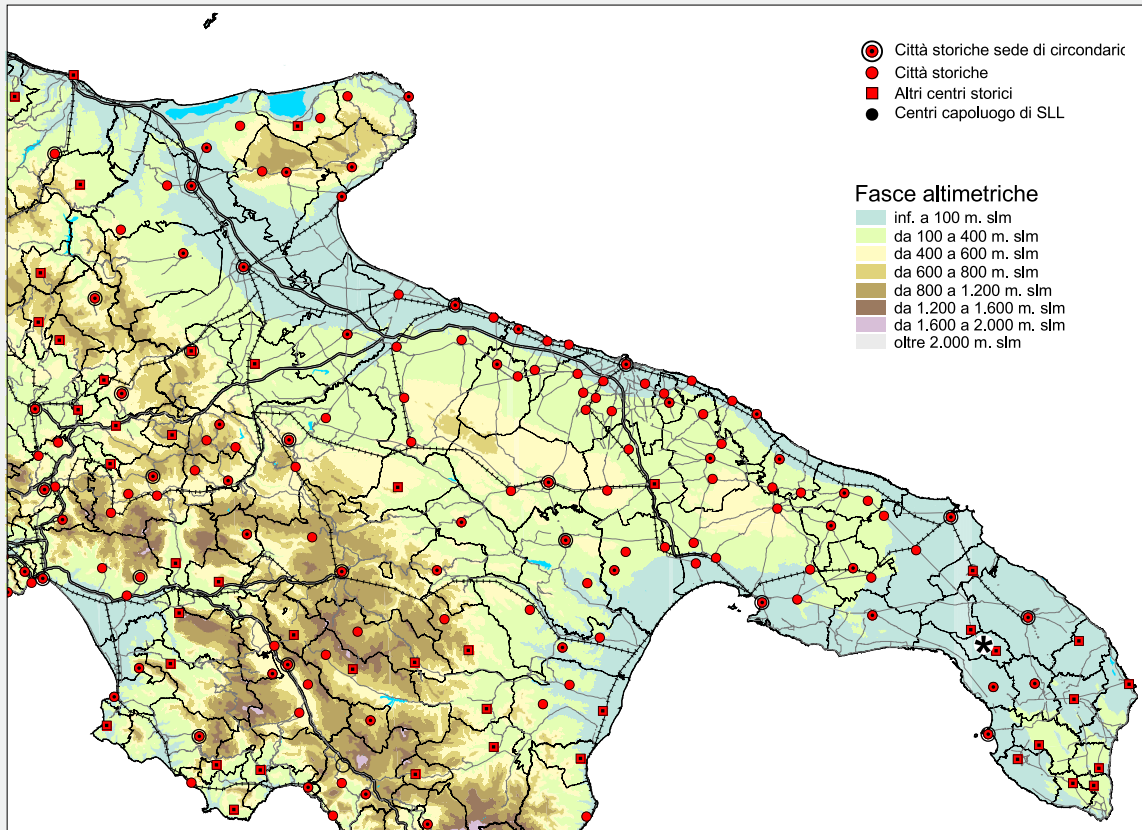 Città storiche sede di circondaric
Città storiche
Altri centri storici
Centri capoluogo di SLL
Fasce altimetriche
inf. a 100 m. slm
da 100 a 400 m. slm
da 400 a 600 m. slm
da 600 a 800 m. slm
da 800 a 1.200 m. slm
da 1.200 a 1.600 m. slm
da 1.600 a 2.000 m. slm
oltre 2.000 m. slm
*